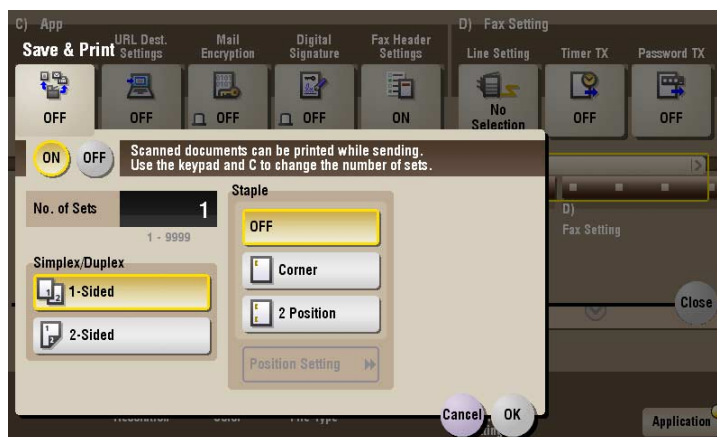 C) App
D) Fax Setting
Save & Print
URL Dest. Settings
Mail Encryption
Digital Signature
Fax Header Settings
Line Setting
Timer TX
Password TX
OFF
OFF
OFF
OFF
ON
No Selection
OFF
OFF
ON
OFF
Scanned documents can be printed while sending.
Use the keypad and C to change the number of sets.
No. of Sets
1
1 - 9999
Staple
OFF
Corner
2 Position
Position Setting
Simplex/Duplex
1-Sided
2-Sided
D)
Fax Setting
Close
Cancel
OK
Application